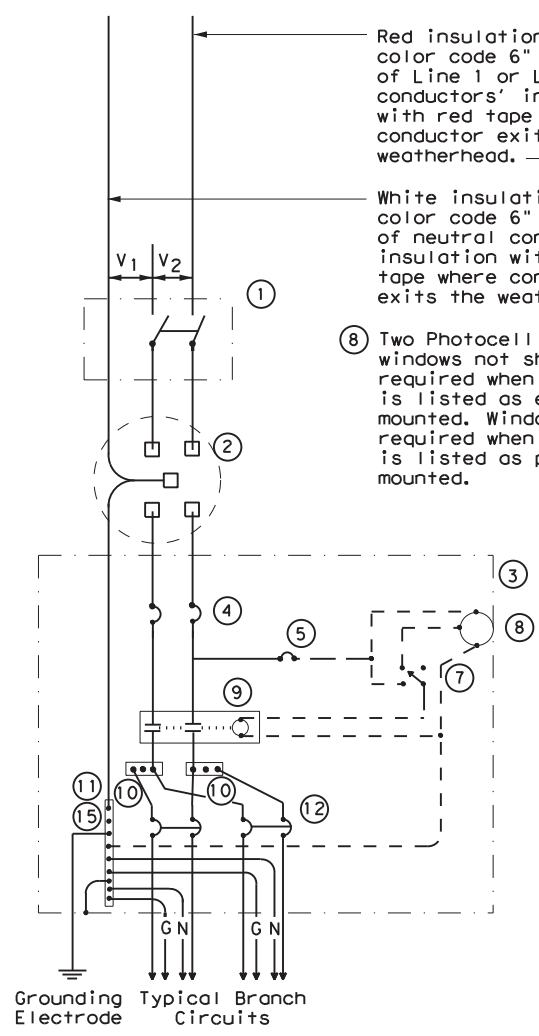 Red insulation
color code 6"
of Line 1 or L
conductors' in
with red tape
conductor exit
weatherhead.
White insulati
color code 6"
of neutral con
insulation wit
tape where con
exits the weat
V1 V2
1
8 Two Photocell
windows not sh
required when
is listed as e
mounted. Windo
required when
is listed as p
mounted.
2
3
4
5
8
7
9
11 10 10
15 12
G N G N
Grounding Typical Branch
Electrode Circuits